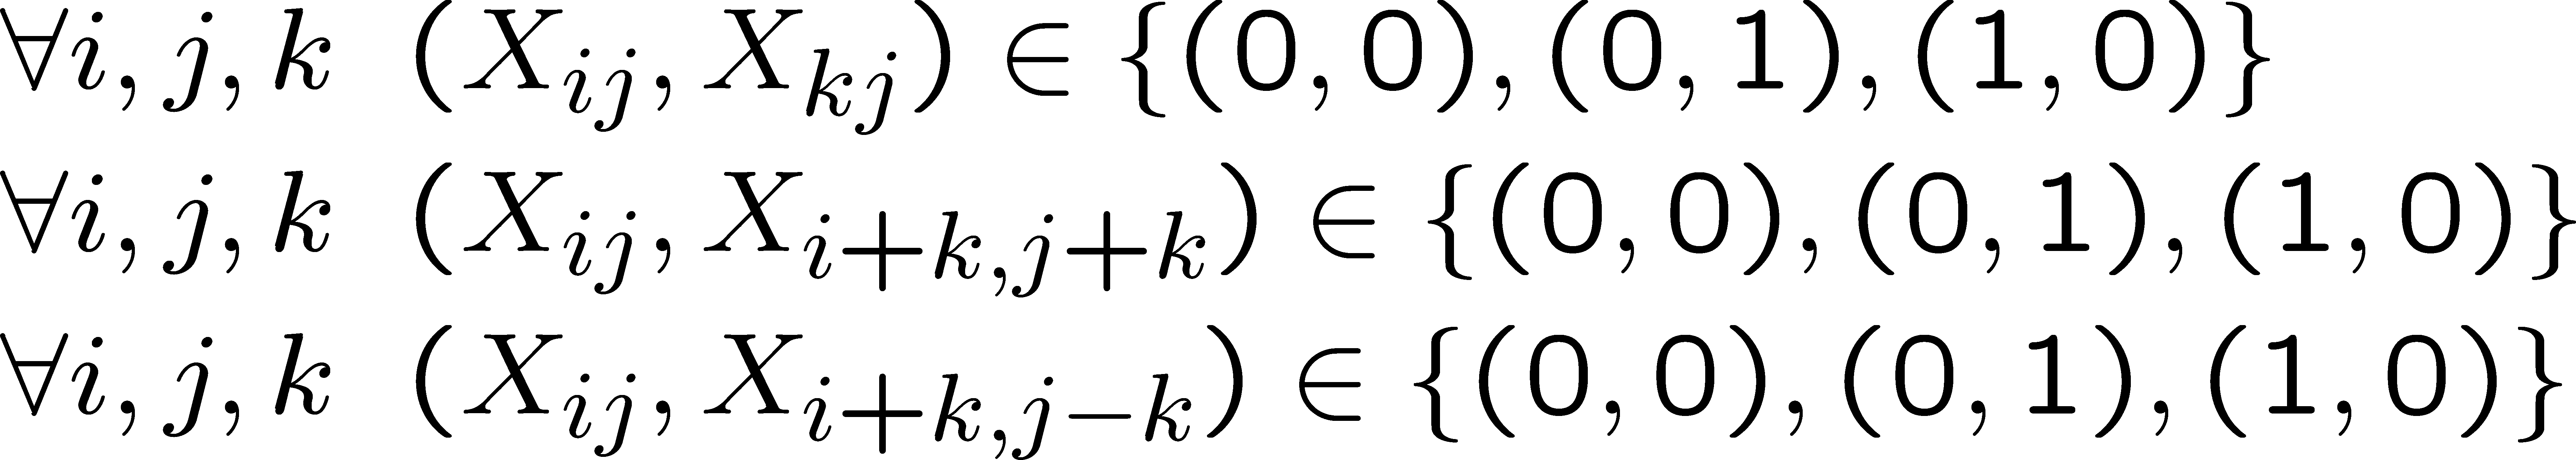 ∀i, j, k (X_{ij}, X_{kj}) ∈ {(0, 0), (0, 1), (1, 0)}
∀i, j, k (X_{ij}, X_{i+k,j+k}) ∈ {(0, 0), (0, 1), (1, 0)}
∀i, j, k (X_{ij}, X_{i+k,j−k}) ∈ {(0, 0), (0, 1), (1, 0)}